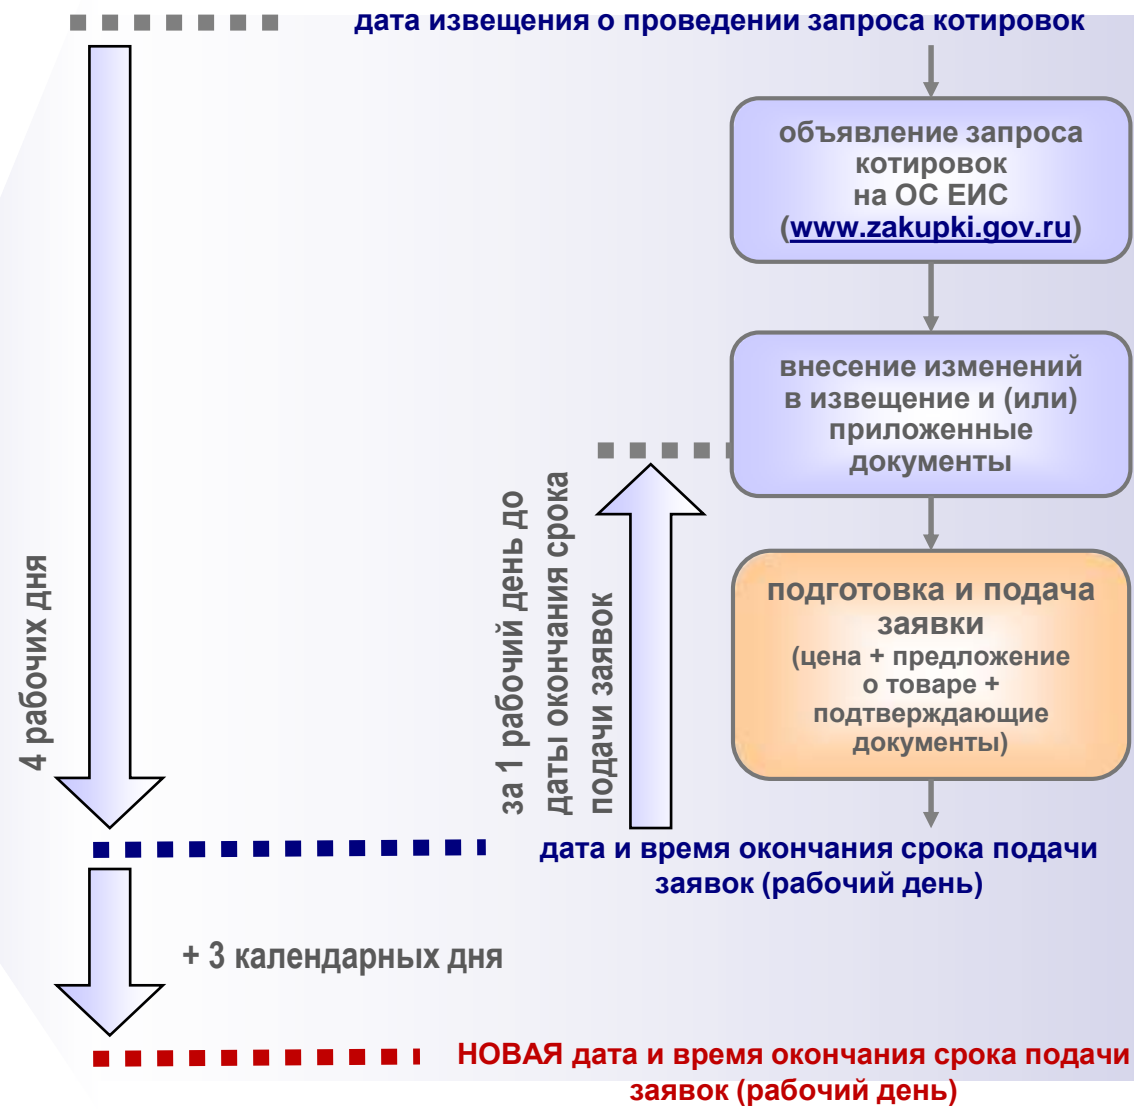 дата извещения о проведении запроса котировок
объявление запроса
котировок
на ОС ЕИС
(www.zakupki.gov.ru)
внесение изменений
в извещение и (или)
приложенные
документы
4 рабочих дня
за 1 рабочий день до
даты окончания срока
подачи заявок
подготовка и подача
заявки
(цена + предложение
о товаре +
подтверждающие
документы)
дата и время окончания срока подачи
заявок (рабочий день)
+ 3 календарных дня
НОВАЯ дата и время окончания срока подачи
заявок (рабочий день)